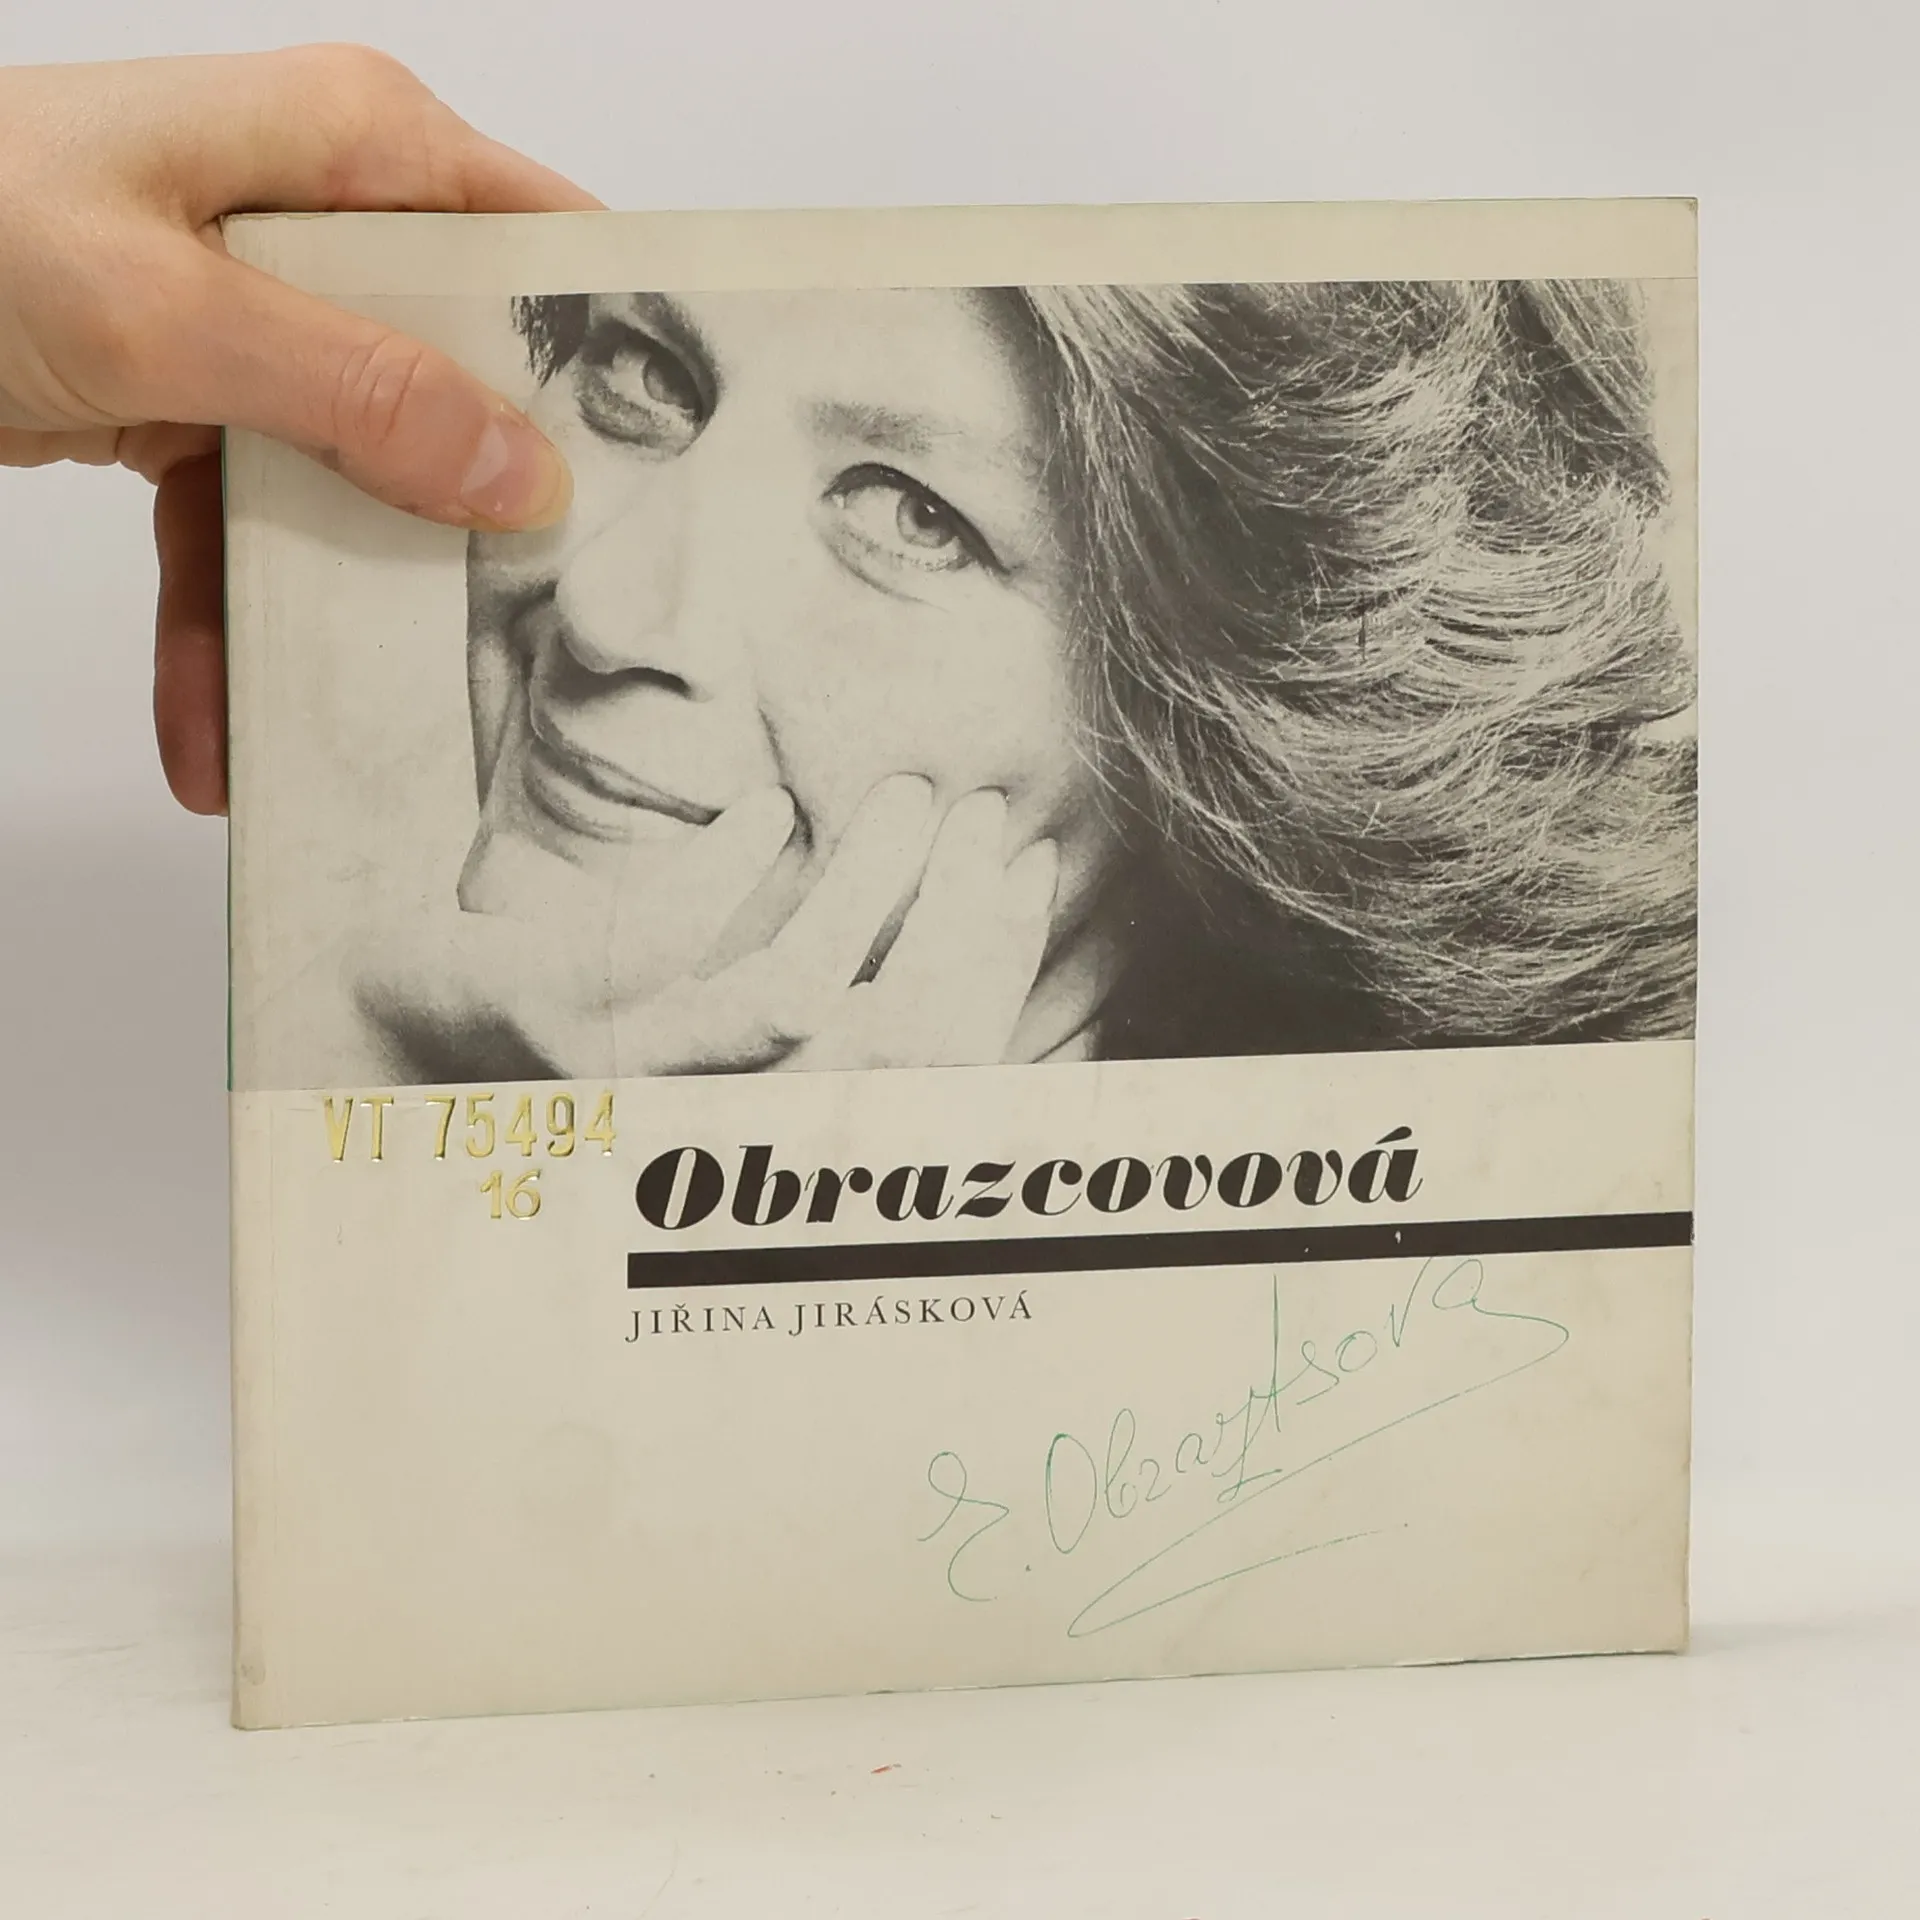 VT 75494
16
Obrazcovová
JIŘINA JIRÁSKOVÁ
E. Obraztsova